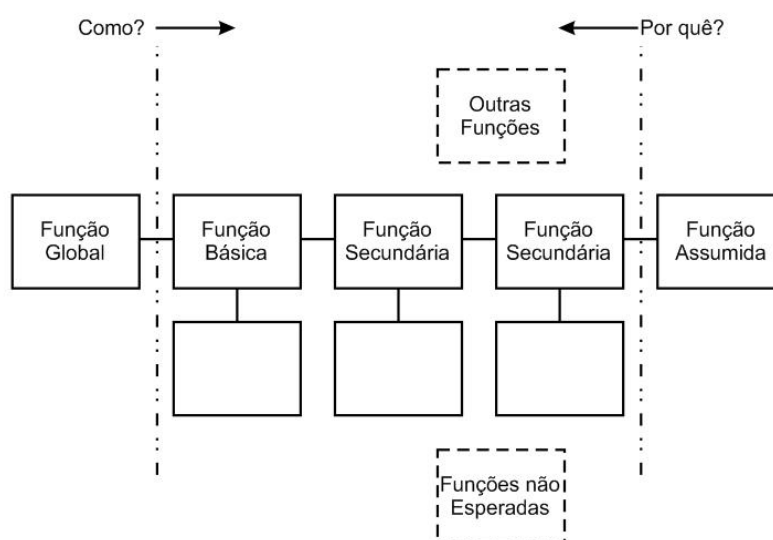 Como?
Por quê?
Outras
Funções
Função
Global
Função
Básica
Função
Secundária
Função
Secundária
Função
Assumida
Funções não
Esperadas